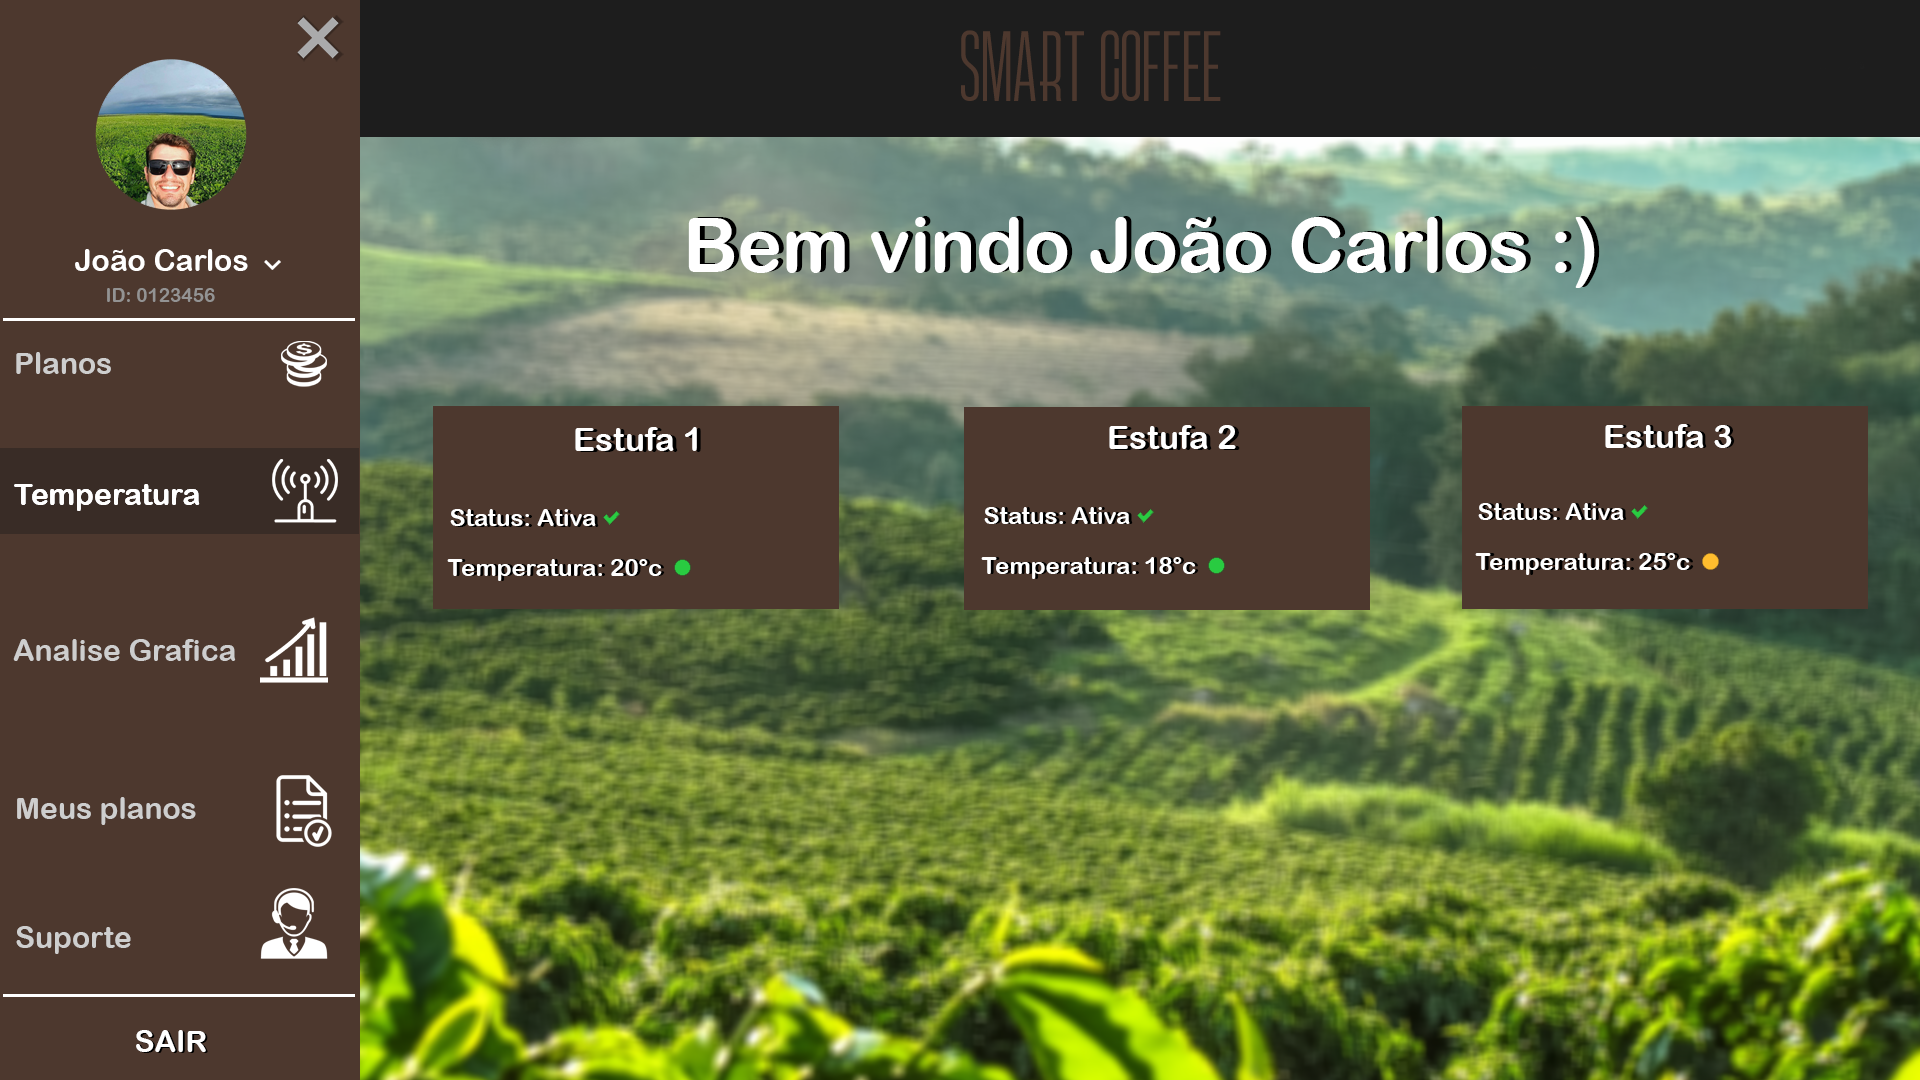 SMART COFFEE
João Carlos
ID: 0123456
Planos
Temperatura
Analise Grafica
Meus planos
Suporte
SAIR
Bem vindo João Carlos :)
Estufa 1
Status: Ativa
Temperatura: 20°c
Estufa 2
Status: Ativa
Temperatura: 18°c
Estufa 3
Status: Ativa
Temperatura: 25°c